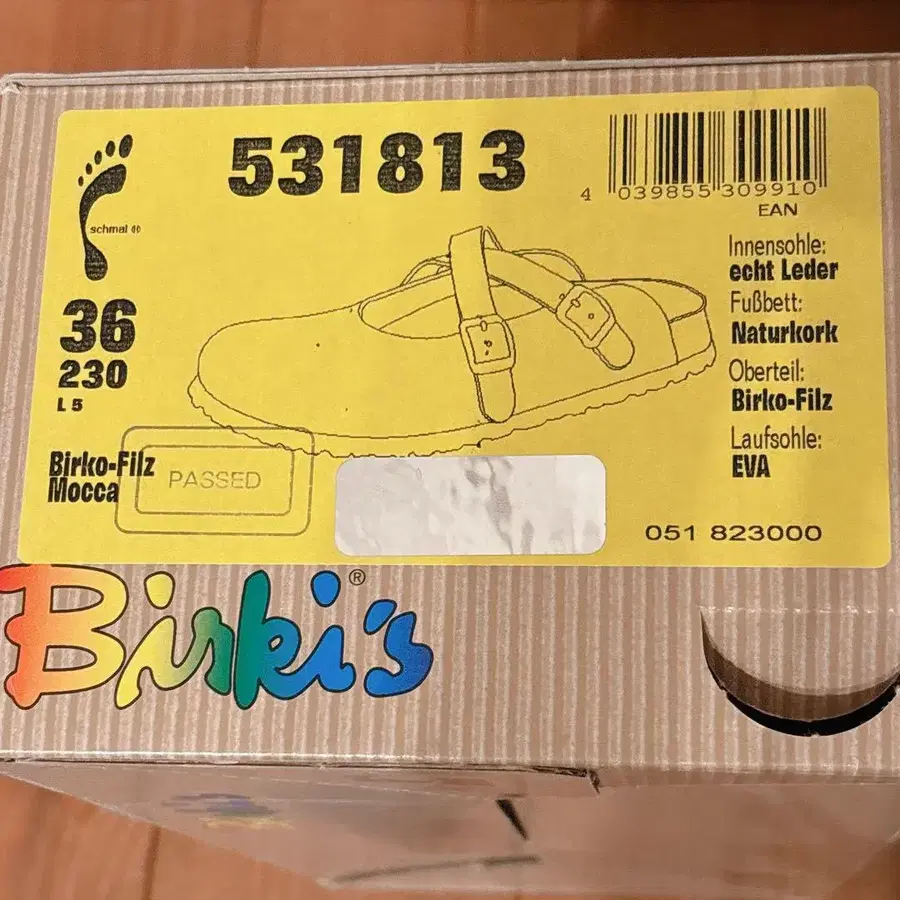 531813
4 039855 309910
EAN
schmal
36
230
L 5
Birko-Filz
Mocca
PASSED
Innensohle:
echt Leder
Fußbett:
Naturkork
Oberteil:
Birko-Filz
Laufsohle:
EVA
051 823000
Birki's®